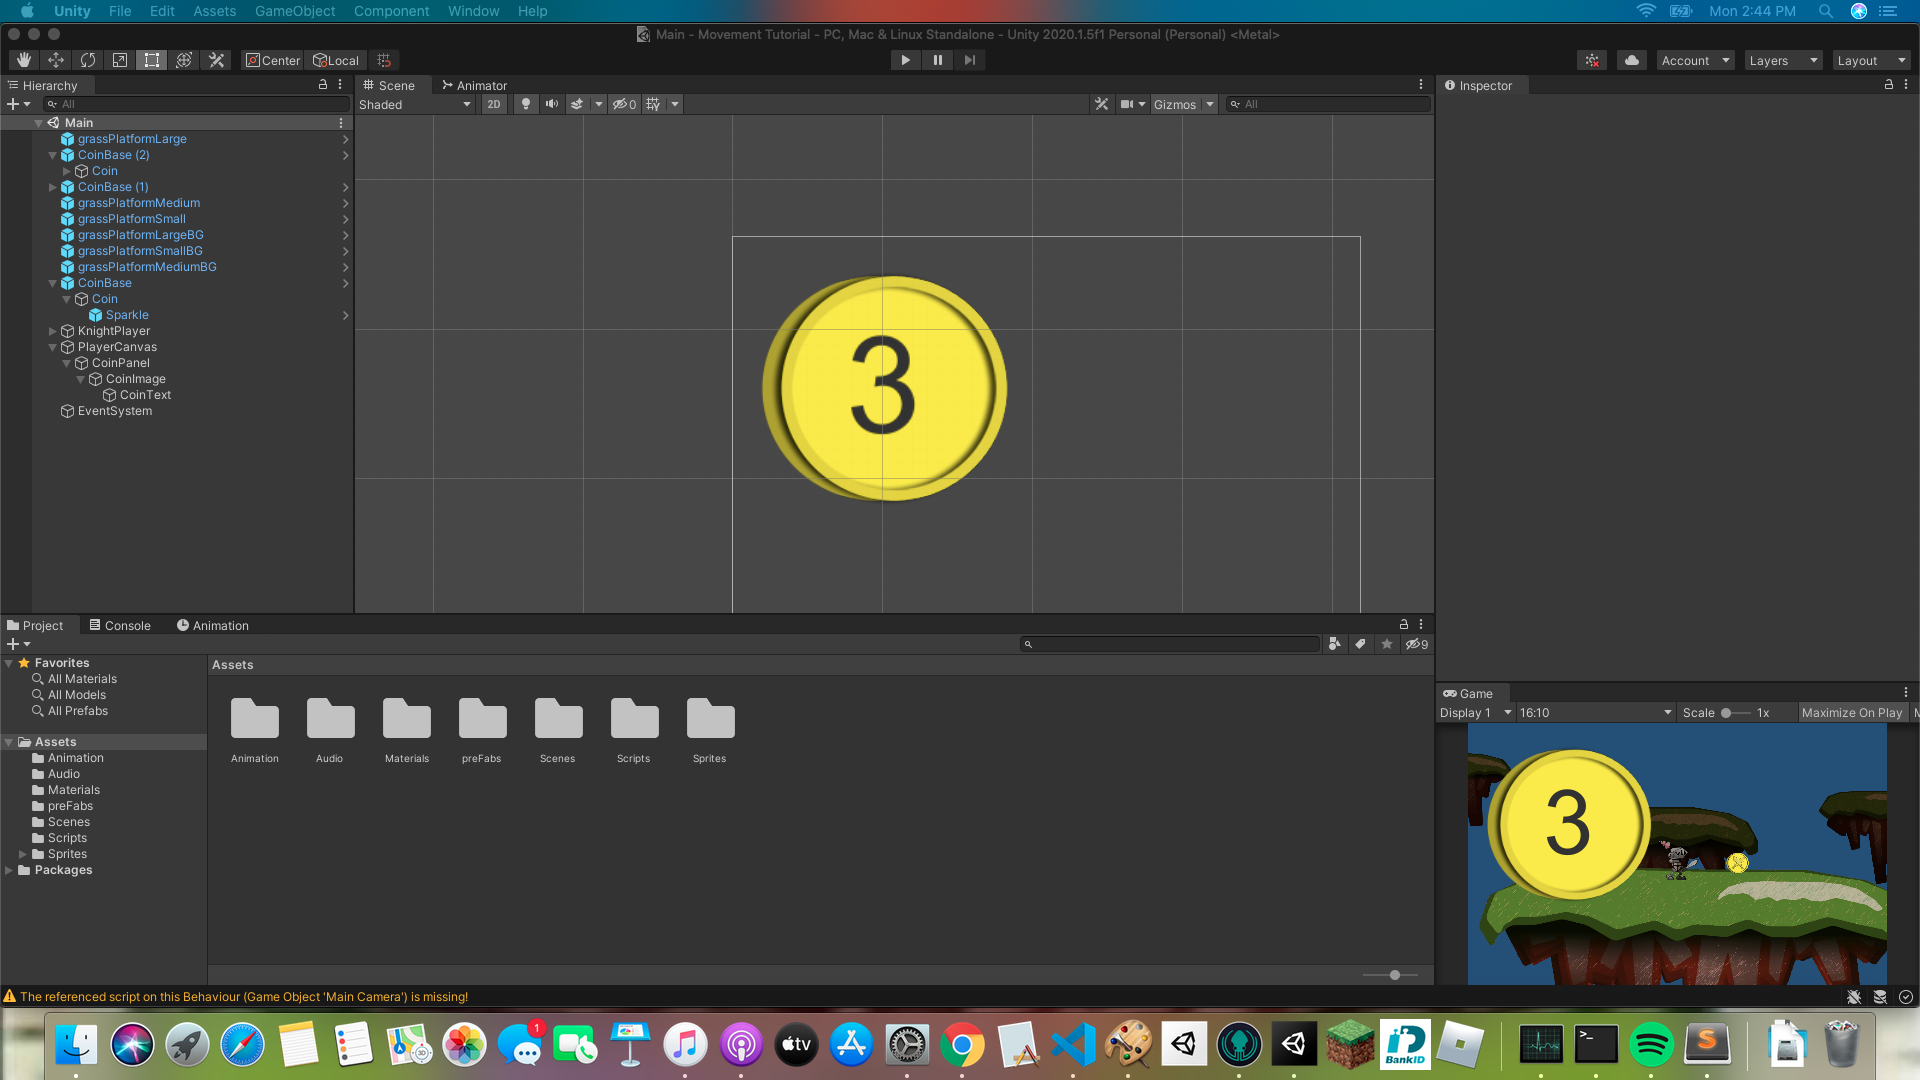 Unity File Edit Assets GameObject Component Window Help Mon 2:44 PM
Main - Movement Tutorial - PC, Mac & Linux Standalone - Unity 2020.1.5f1 Personal (Personal) <Metal>
Center Local Account Layers Layout
Hierarchy
All
Main
grassPlatformLarge
CoinBase (2)
Coin
CoinBase (1)
grassPlatformMedium
grassPlatformSmall
grassPlatformLargeBG
grassPlatformSmallBG
grassPlatformMediumBG
CoinBase
Coin
Sparkle
KnightPlayer
PlayerCanvas
CoinPanel
CoinImage
CoinText
EventSystem
Scene Animator
Shaded 2D 0 Gizmos All
3
Inspector
Project Console Animation
9
Favorites
All Materials
All Models
All Prefabs
Assets
Animation
Audio
Materials
preFabs
Scenes
Scripts
Sprites
Packages
Assets
Animation Audio Materials preFabs Scenes Scripts Sprites
Game
Display 1 16:10 Scale 1x Maximize On Play
3
The referenced script on this Behaviour (Game Object 'Main Camera') is missing!
3D
1
tv
>_
iD
BankID
S